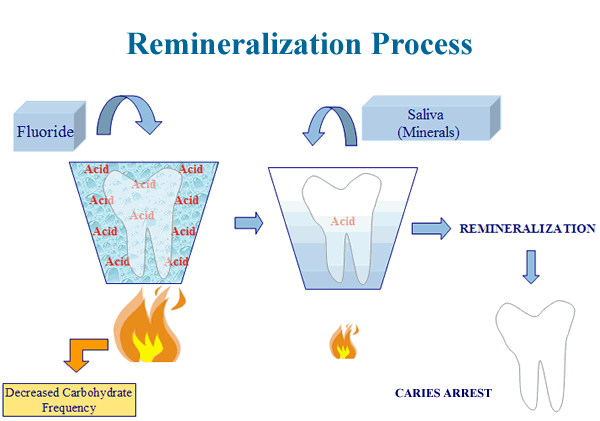 Remineralization Process
Fluoride
Saliva
(Minerals)
Acid
Acid
Acid
Acid
Acid
Acid
Acid
Acid
Acid
Acid
Acid
REMINERALIZATION
Decreased Carbohydrate
Frequency
CARIES ARREST